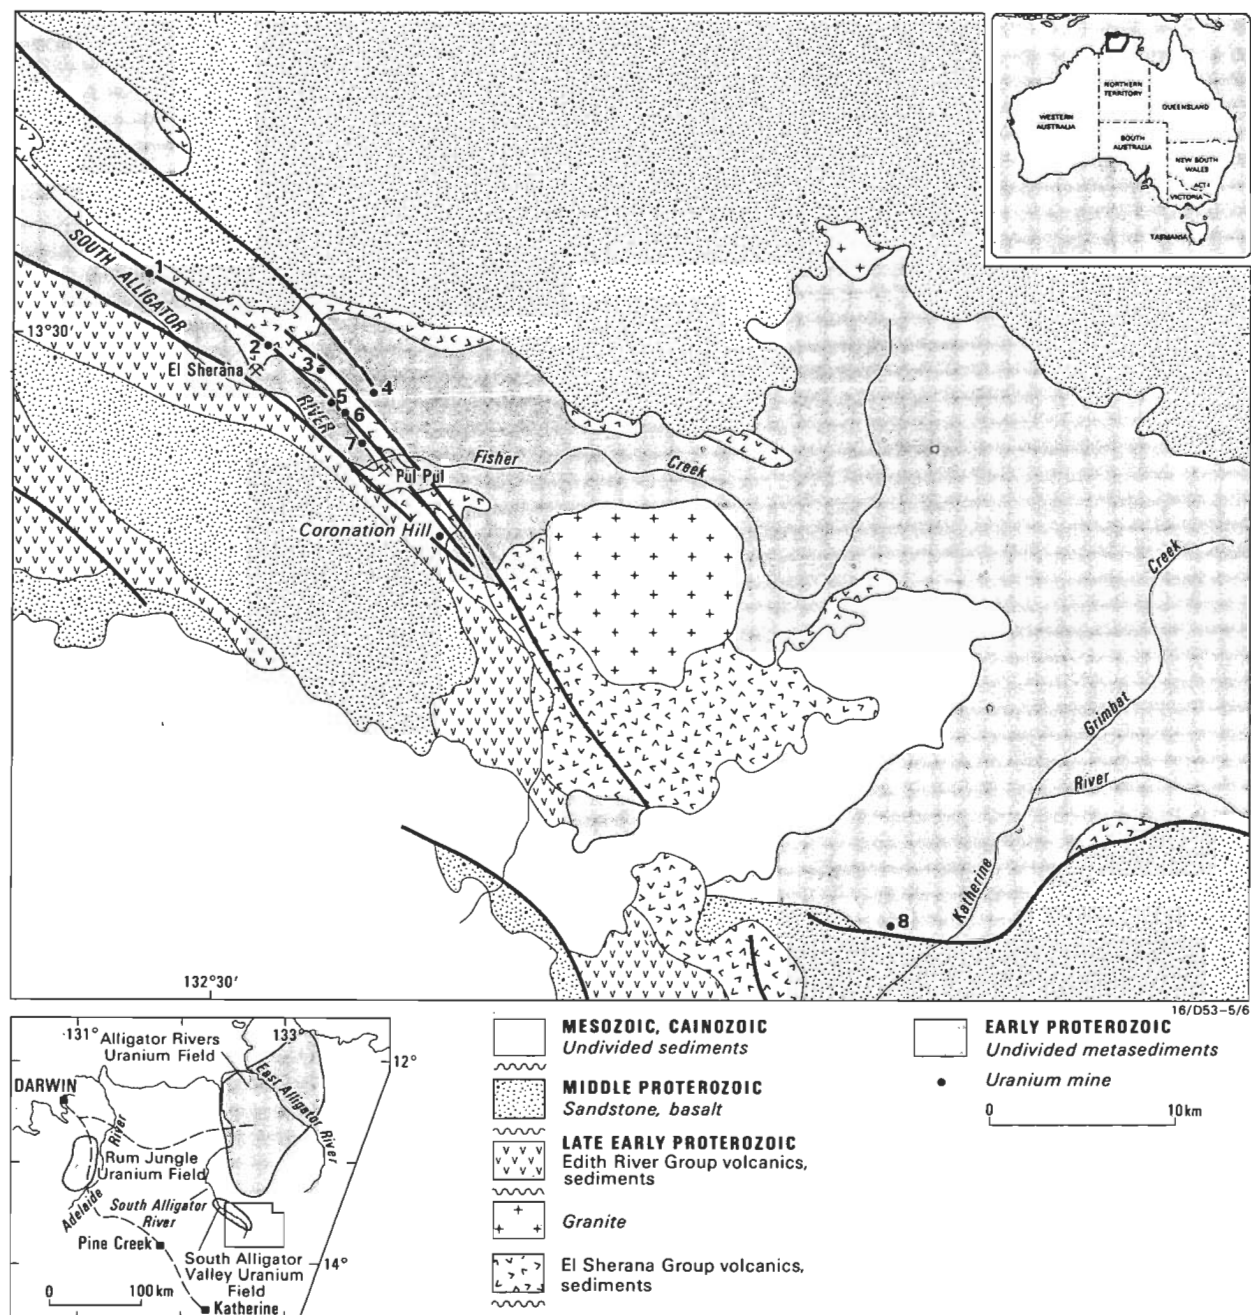 NORTHERN
TERRITORY
QUEENSLAND
WESTERN
AUSTRALIA
SOUTH
AUSTRALIA
NEW SOUTH
WALES
ACT
VICTORIA
TASMANIA
SOUTH ALLIGATOR
RIVER
1
13°30'
2
El Sherana
3
4
5
6
7
Fisher
Creek
Pul Pul
Coronation Hill
Creek
Grimbat
River
Katherine
8
132°30'
16/D53-5/6
131°
133°
Alligator Rivers
Uranium Field
12°
DARWIN
East Alligator
River
River
Rum Jungle
Uranium Field
Adelaide
South Alligator
River
Pine Creek
South Alligator
Valley Uranium
Field
14°
0 100 km
Katherine
MESOZOIC, CAINOZOIC
Undivided sediments
MIDDLE PROTEROZOIC
Sandstone, basalt
LATE EARLY PROTEROZOIC
Edith River Group volcanics,
sediments
Granite
El Sherana Group volcanics,
sediments
EARLY PROTEROZOIC
Undivided metasediments
Uranium mine
0 10 km